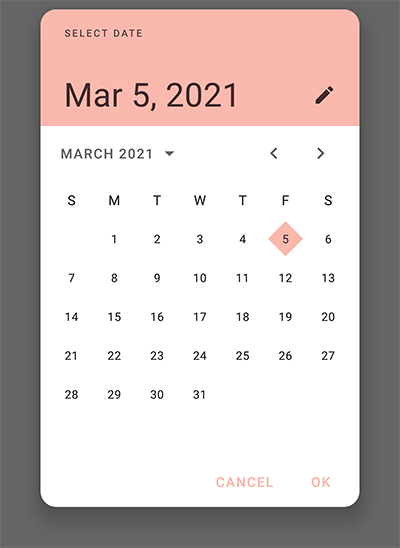 SELECT DATE
Mar 5, 2021
MARCH 2021
S M T W T F S
1 2 3 4 5 6
7 8 9 10 11 12 13
14 15 16 17 18 19 20
21 22 23 24 25 26 27
28 29 30 31
CANCEL OK